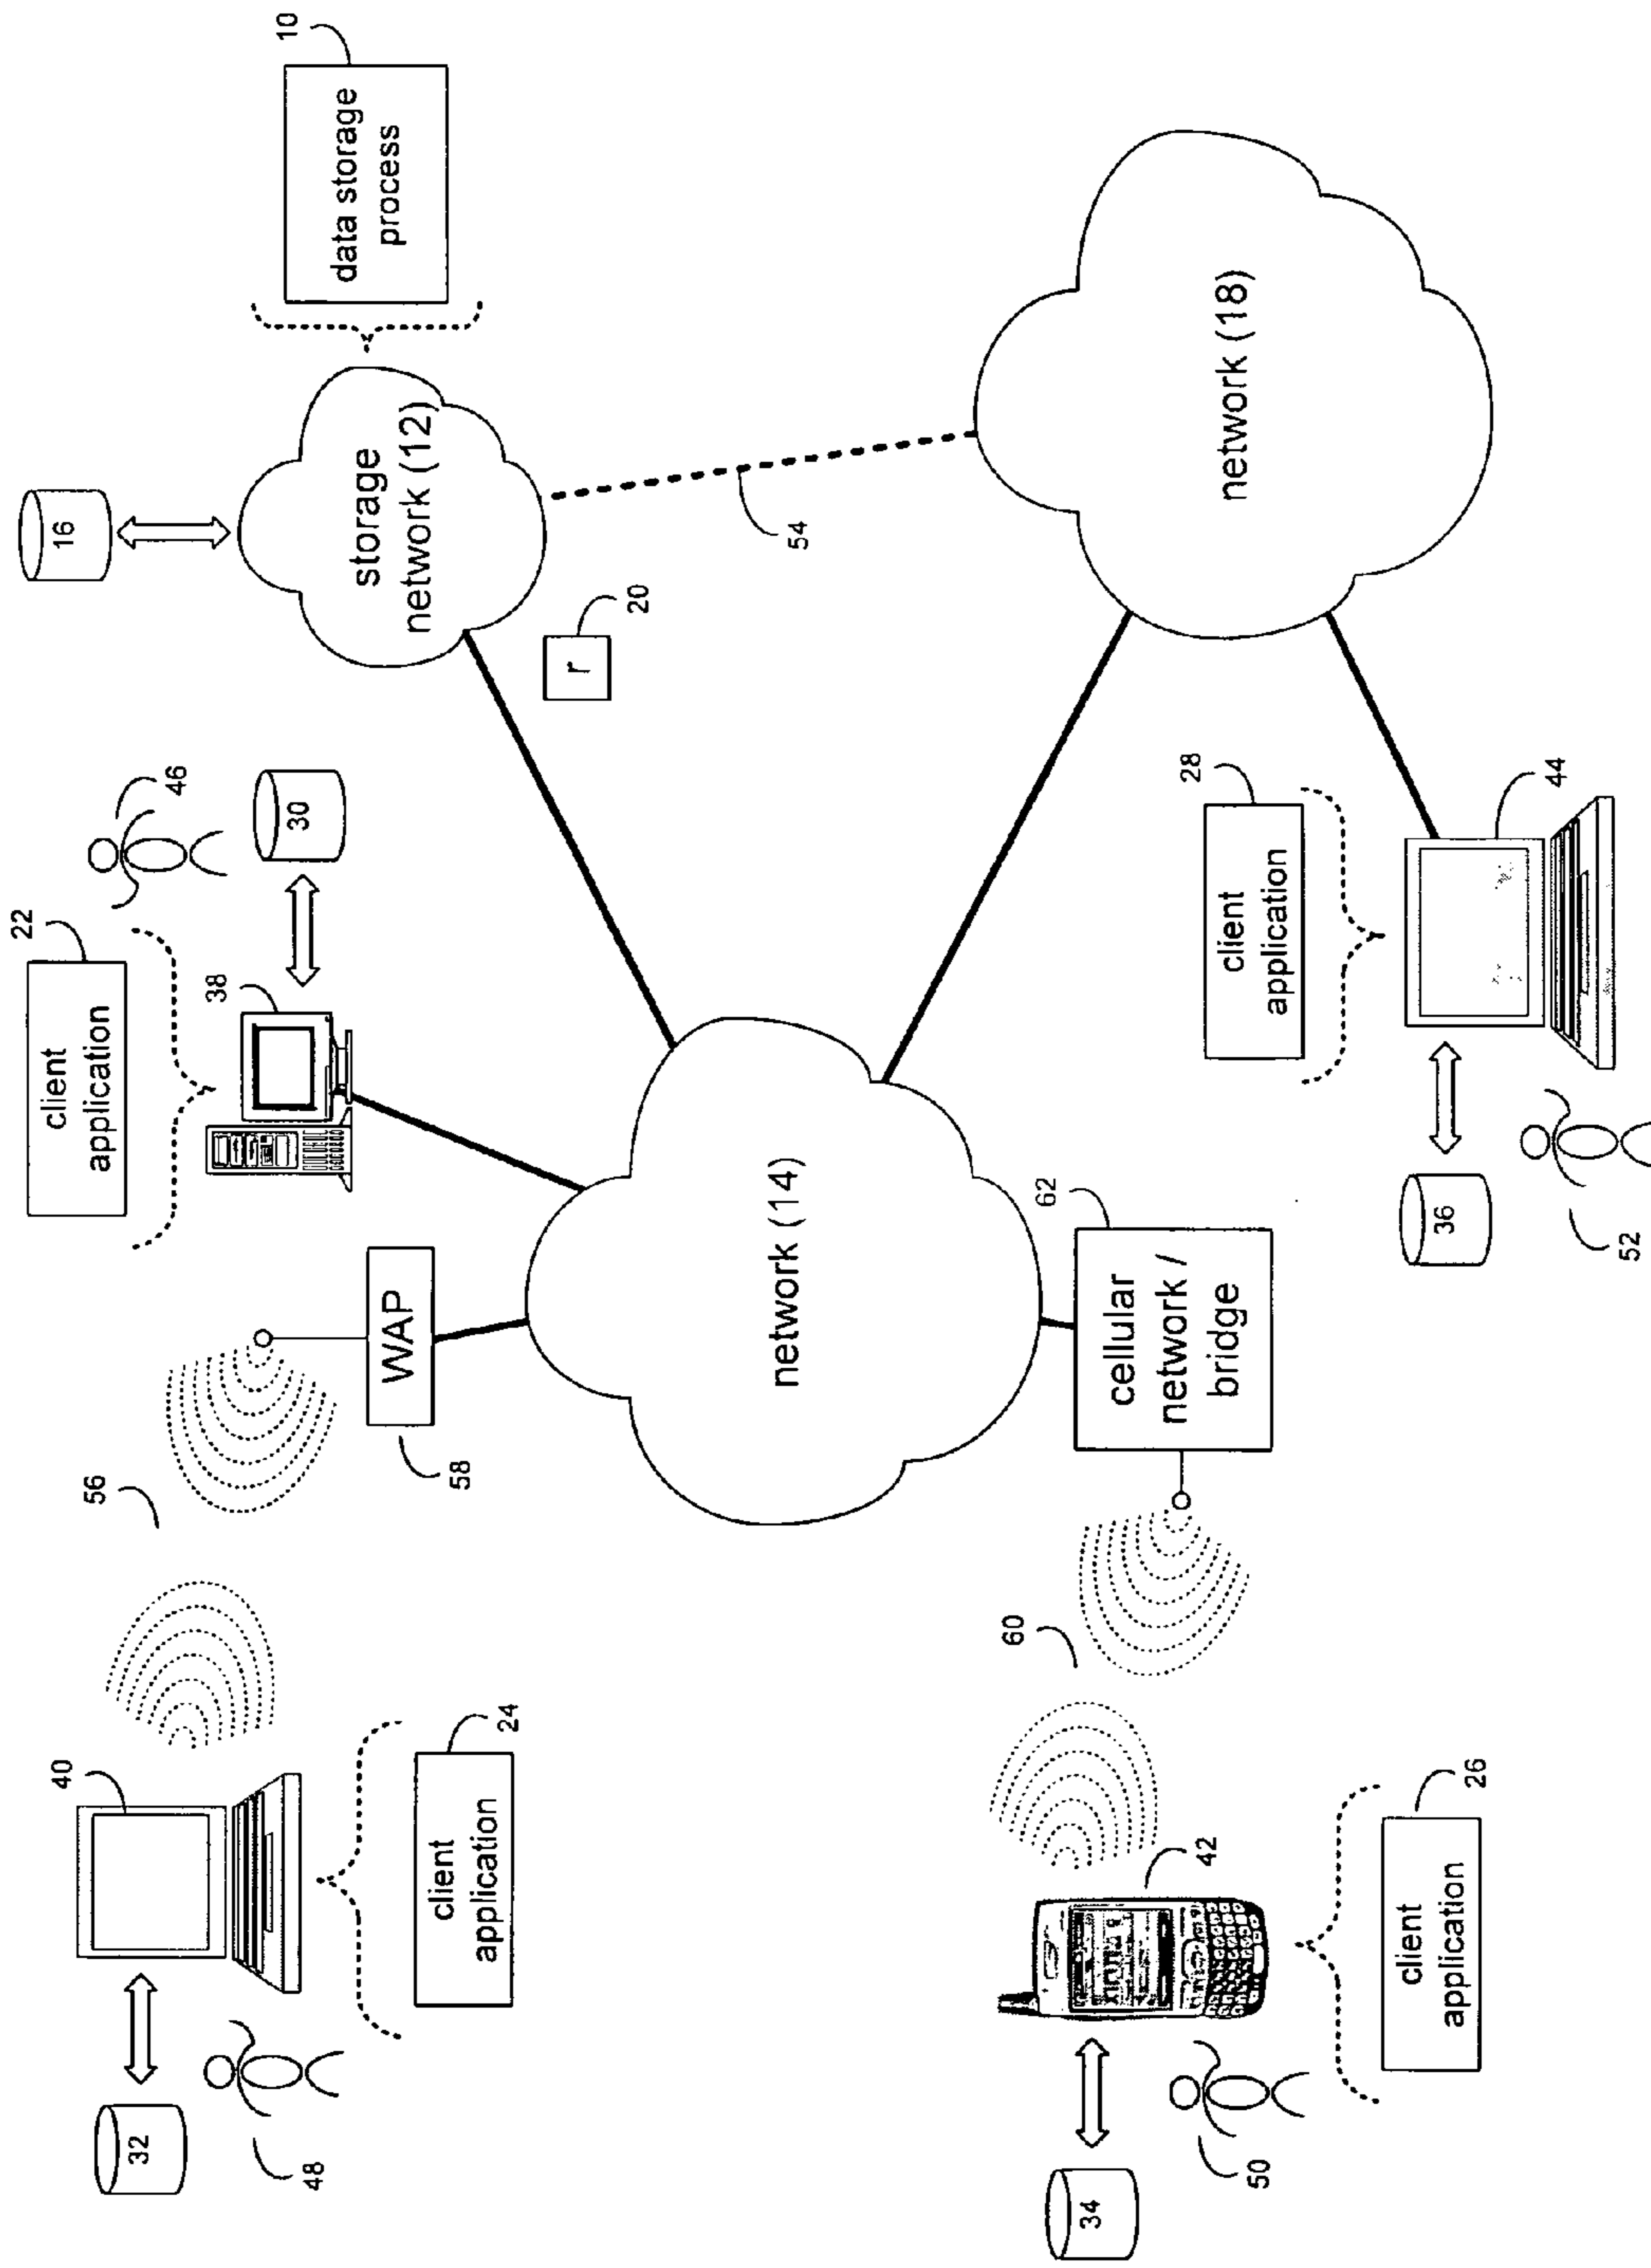 32
40
48
client
application
24
56
WAP
58
client
application
22
38
46
30
16
storage
network (12)
data storage
process
10
r
20
54
network (14)
network (18)
34
42
50
client
application
26
60
cellular
network /
bridge
62
client
application
28
44
36
52